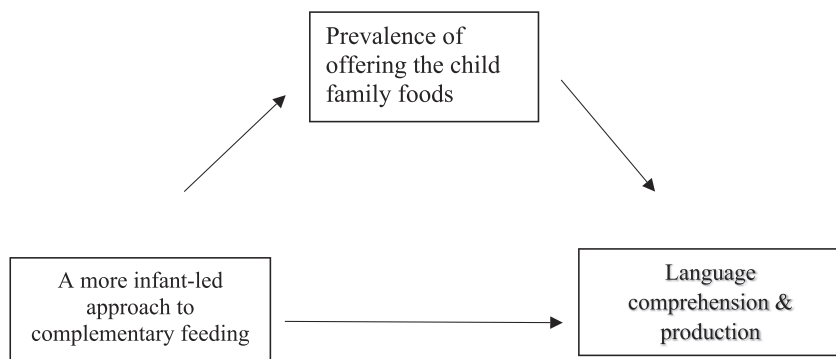 Prevalence of
offering the child
family foods
A more infant-led
approach to
complementary feeding
Language
comprehension &
production